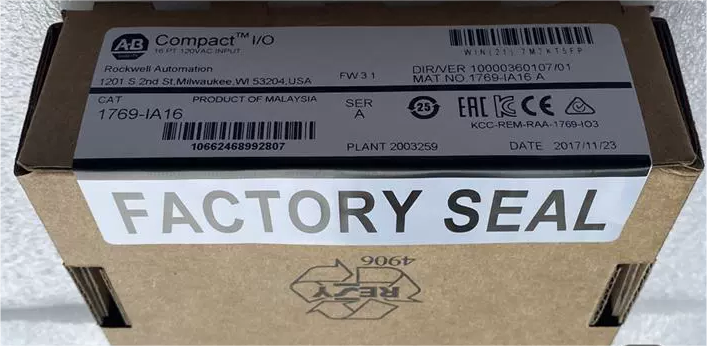 AB Compact™ I/O
16 PT 120VAC INPUT
Rockwell Automation
1201 S. 2nd St,Milwaukee,WI 53204,USA
FW 3 1
DIR/VER 10000360107/01
MAT NO 1769-IA16 A
CAT
PRODUCT OF MALAYSIA
1769-IA16
10662468992807
SER
A
25
EAC CE
KCC-REM-RAA-1769-IO3
PLANT 2003259
DATE 2017/11/23
FACTORY SEAL
4906
RESY